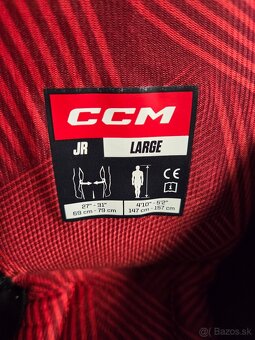 CCM
JR LARGE
CE
1
27" - 31" 4'10" - 5'2"
69 cm - 79 cm 147 cm - 157 cm
Bazos.sk